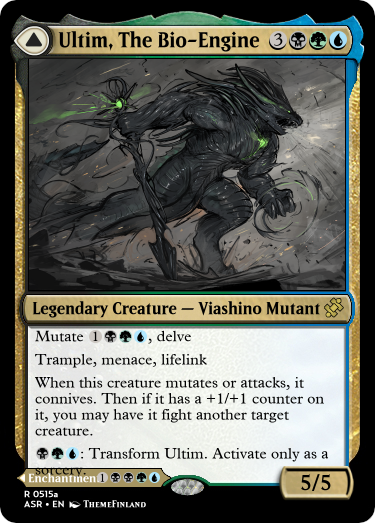 Ultim, The Bio-Engine 3
Legendary Creature — Viashino Mutant
Mutate 1, delve
Trample, menace, lifelink
When this creature mutates or attacks, it
connives. Then if it has a +1/+1 counter on
it, you may have it fight another target
creature.
: Transform Ultim. Activate only as a
sorcery.
Enchantment 1
5/5
R 0515a
ASR • EN ThemeFinland